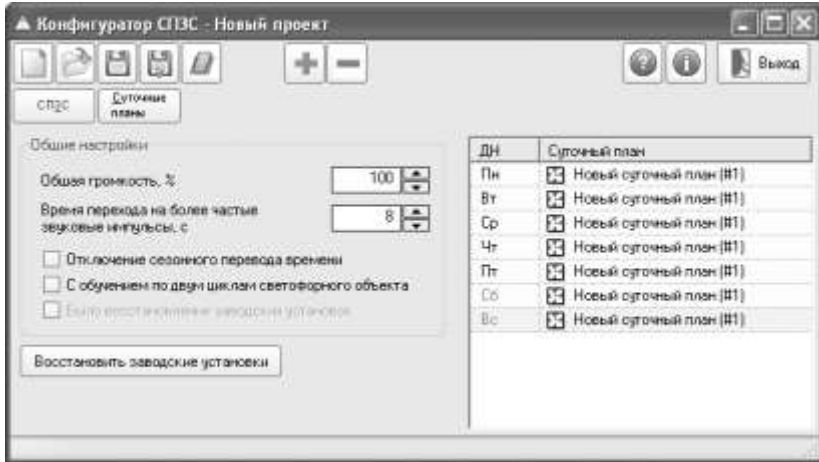 Конфигуратор СПЗС - Новый проект
Выход
СПЗС
Суточные
планы
Общие настройки
Общая громкость, % 100
Время перехода на более частые
звуковые импульсы, с 8
Отключение сезонного перевода времени
С обучением по двум циклам светофорного объекта
Было восстановление заводских установок
Восстановить заводские установки
ДН Суточный план
Пн Новый суточный план (#1)
Вт Новый суточный план (#1)
Ср Новый суточный план (#1)
Чт Новый суточный план (#1)
Пт Новый суточный план (#1)
Сб Новый суточный план (#1)
Вс Новый суточный план (#1)